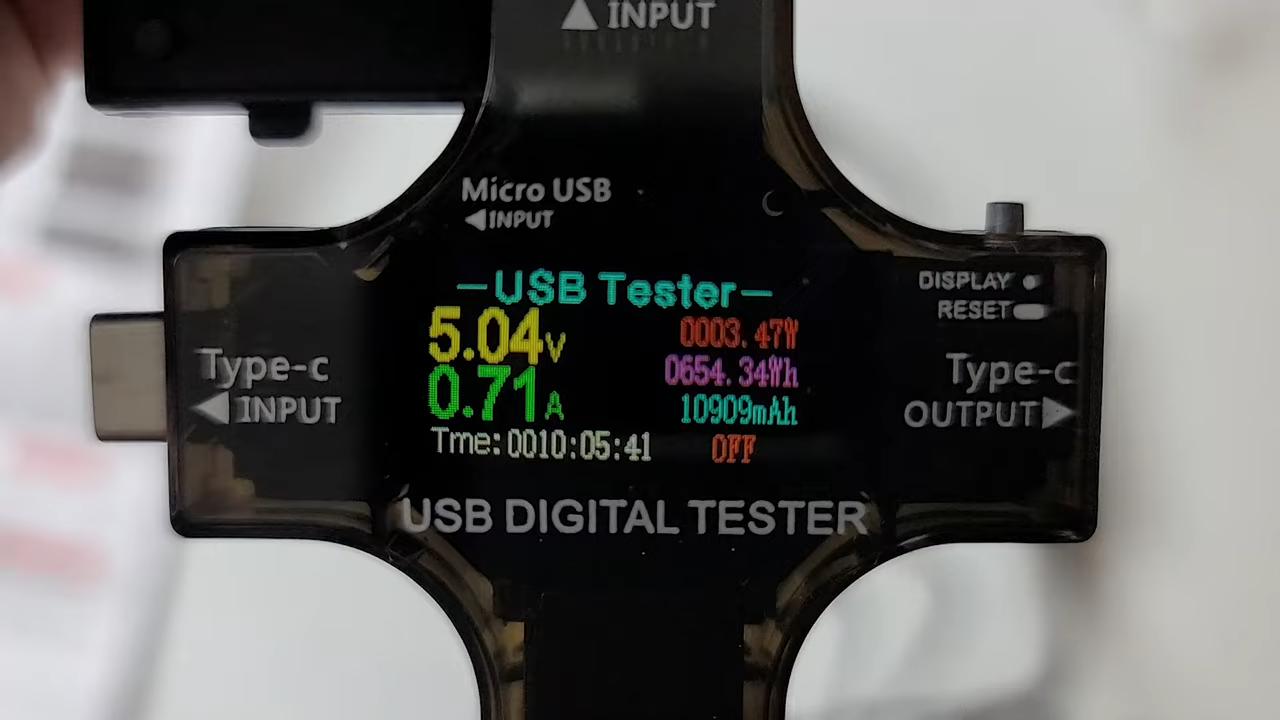 ▲ INPUT
Micro USB
◀INPUT
—USB Tester—
5.04V
0003.47W
0.71A
0654.34Wh
10909mAh
Tme:0010:05:41
OFF
DISPLAY
RESET
Type-c
◀ INPUT
Type-c
OUTPUT▶
USB DIGITAL TESTER